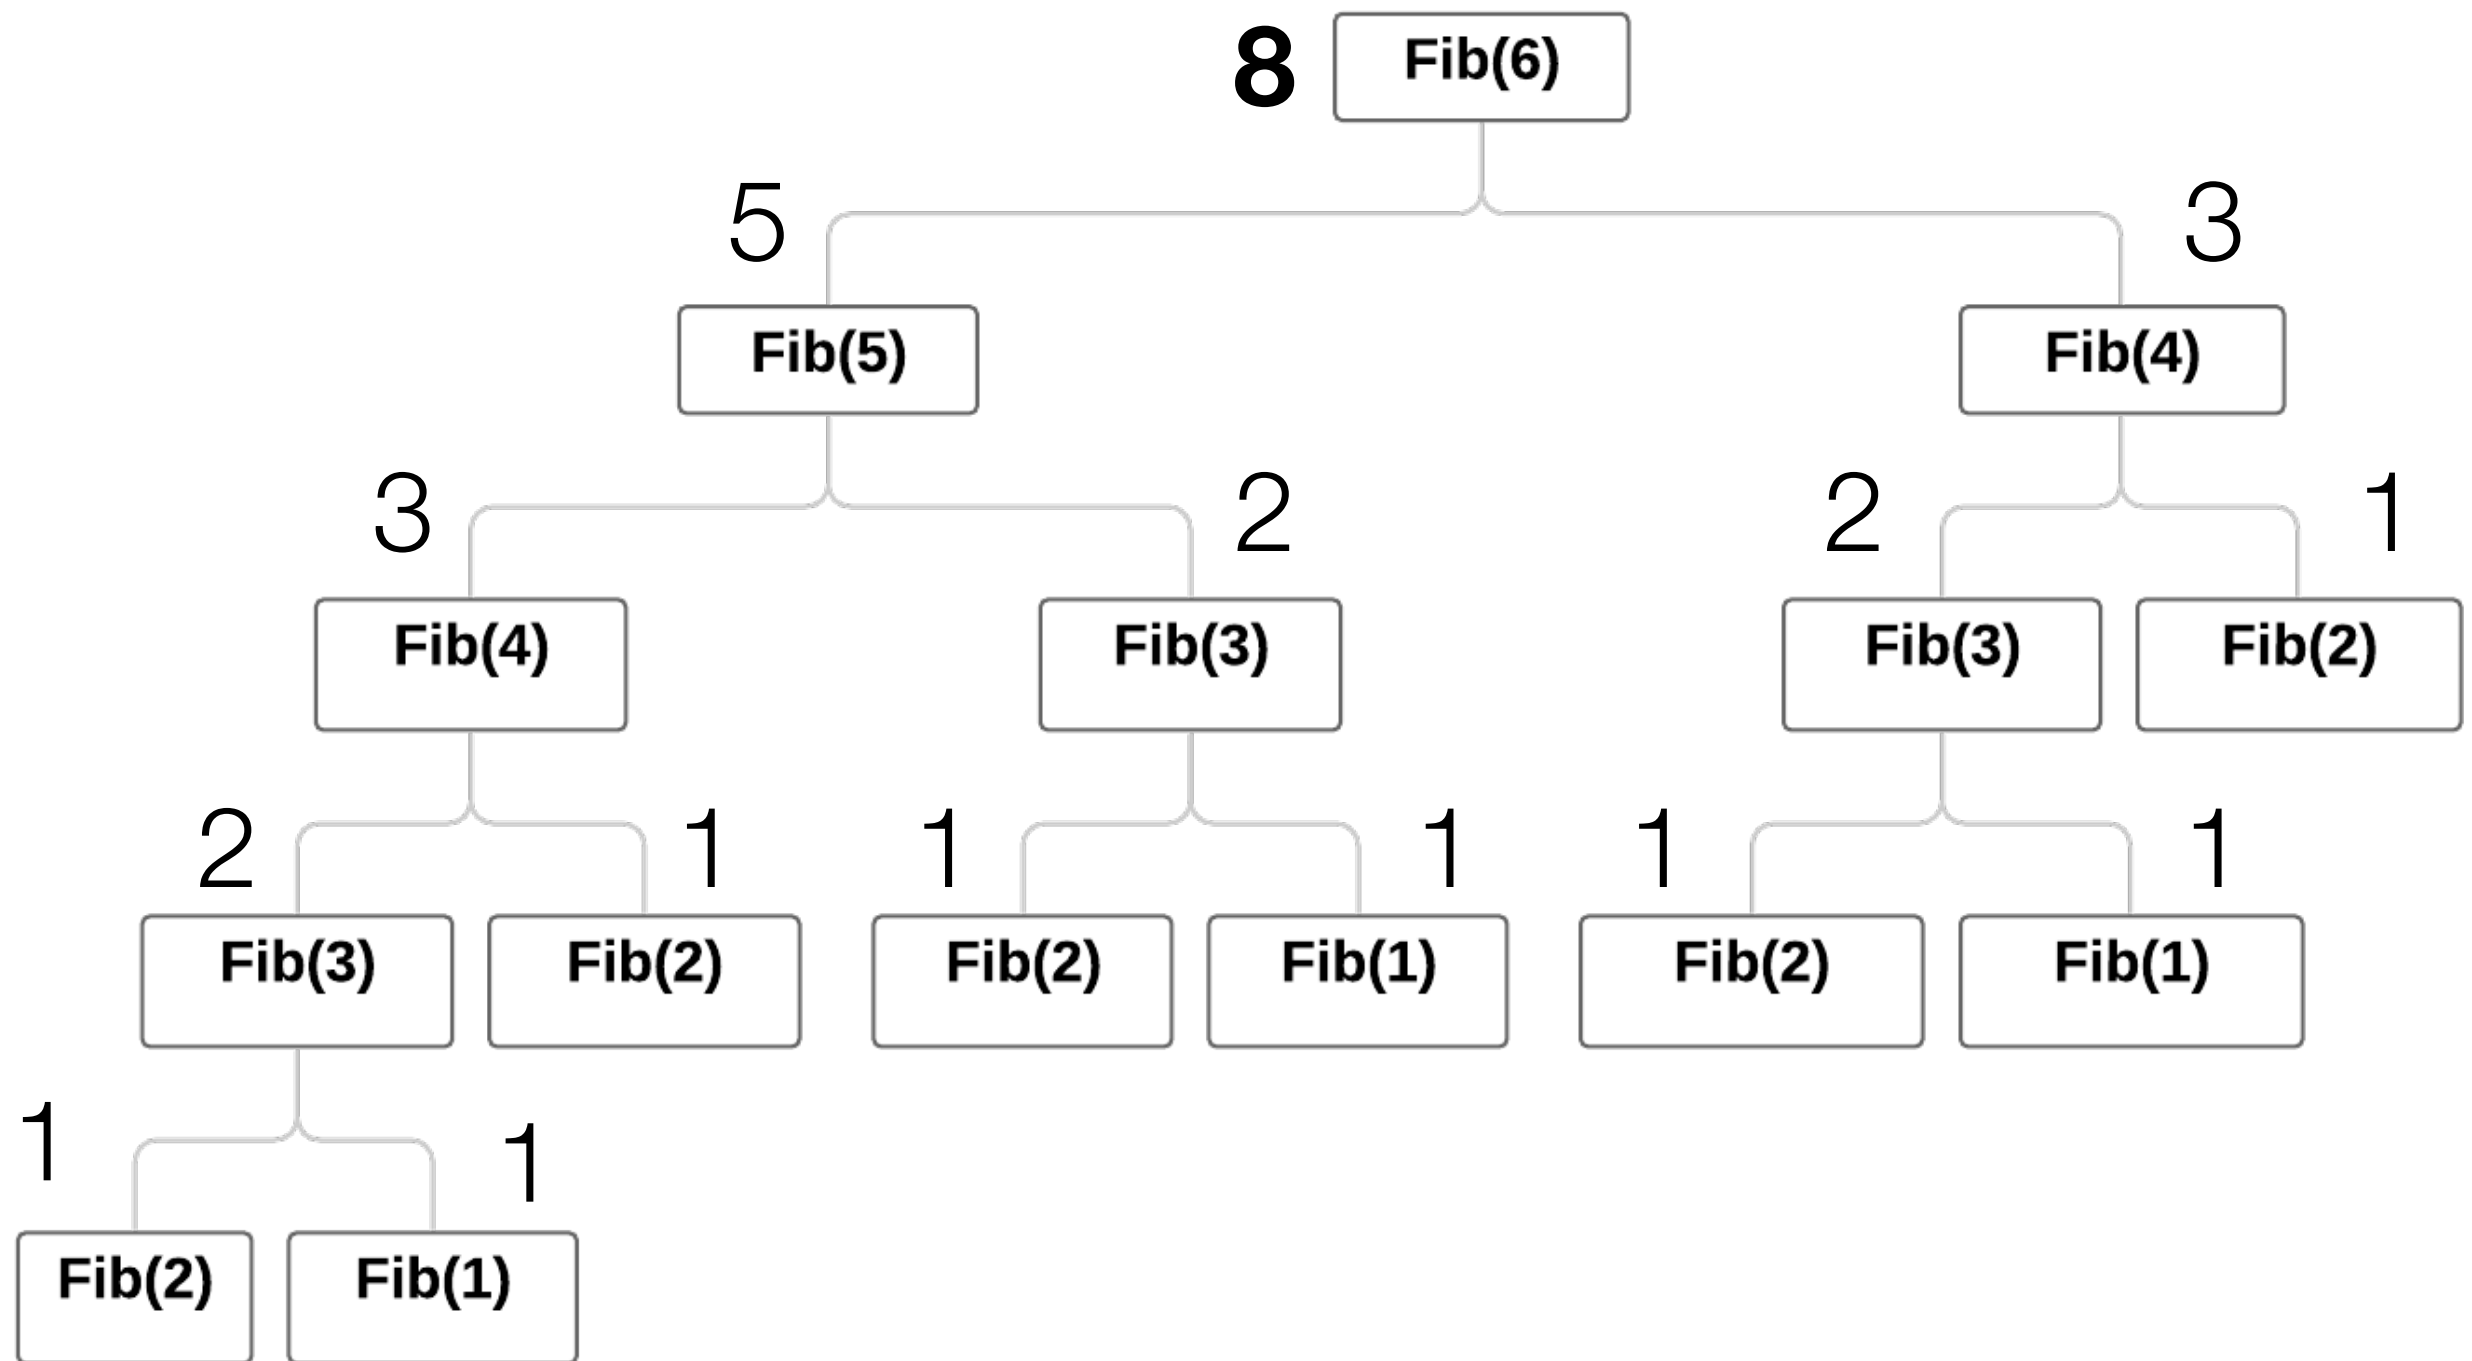 8 Fib(6)
5 3
Fib(5) Fib(4)
3 2 2 1
Fib(4) Fib(3) Fib(3) Fib(2)
2 1 1 1 1 1
Fib(3) Fib(2) Fib(2) Fib(1) Fib(2) Fib(1)
1 1
Fib(2) Fib(1)